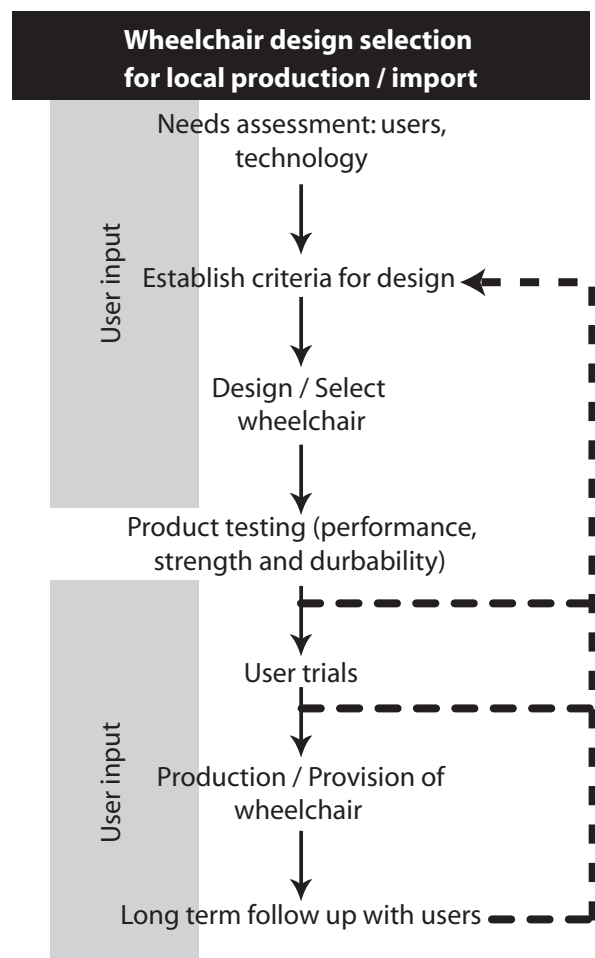 Wheelchair design selection
for local production / import
Needs assessment: users,
technology
User input
Establish criteria for design
Design / Select
wheelchair
Product testing (performance,
strength and durbability)
User trials
User input
Production / Provision of
wheelchair
Long term follow up with users